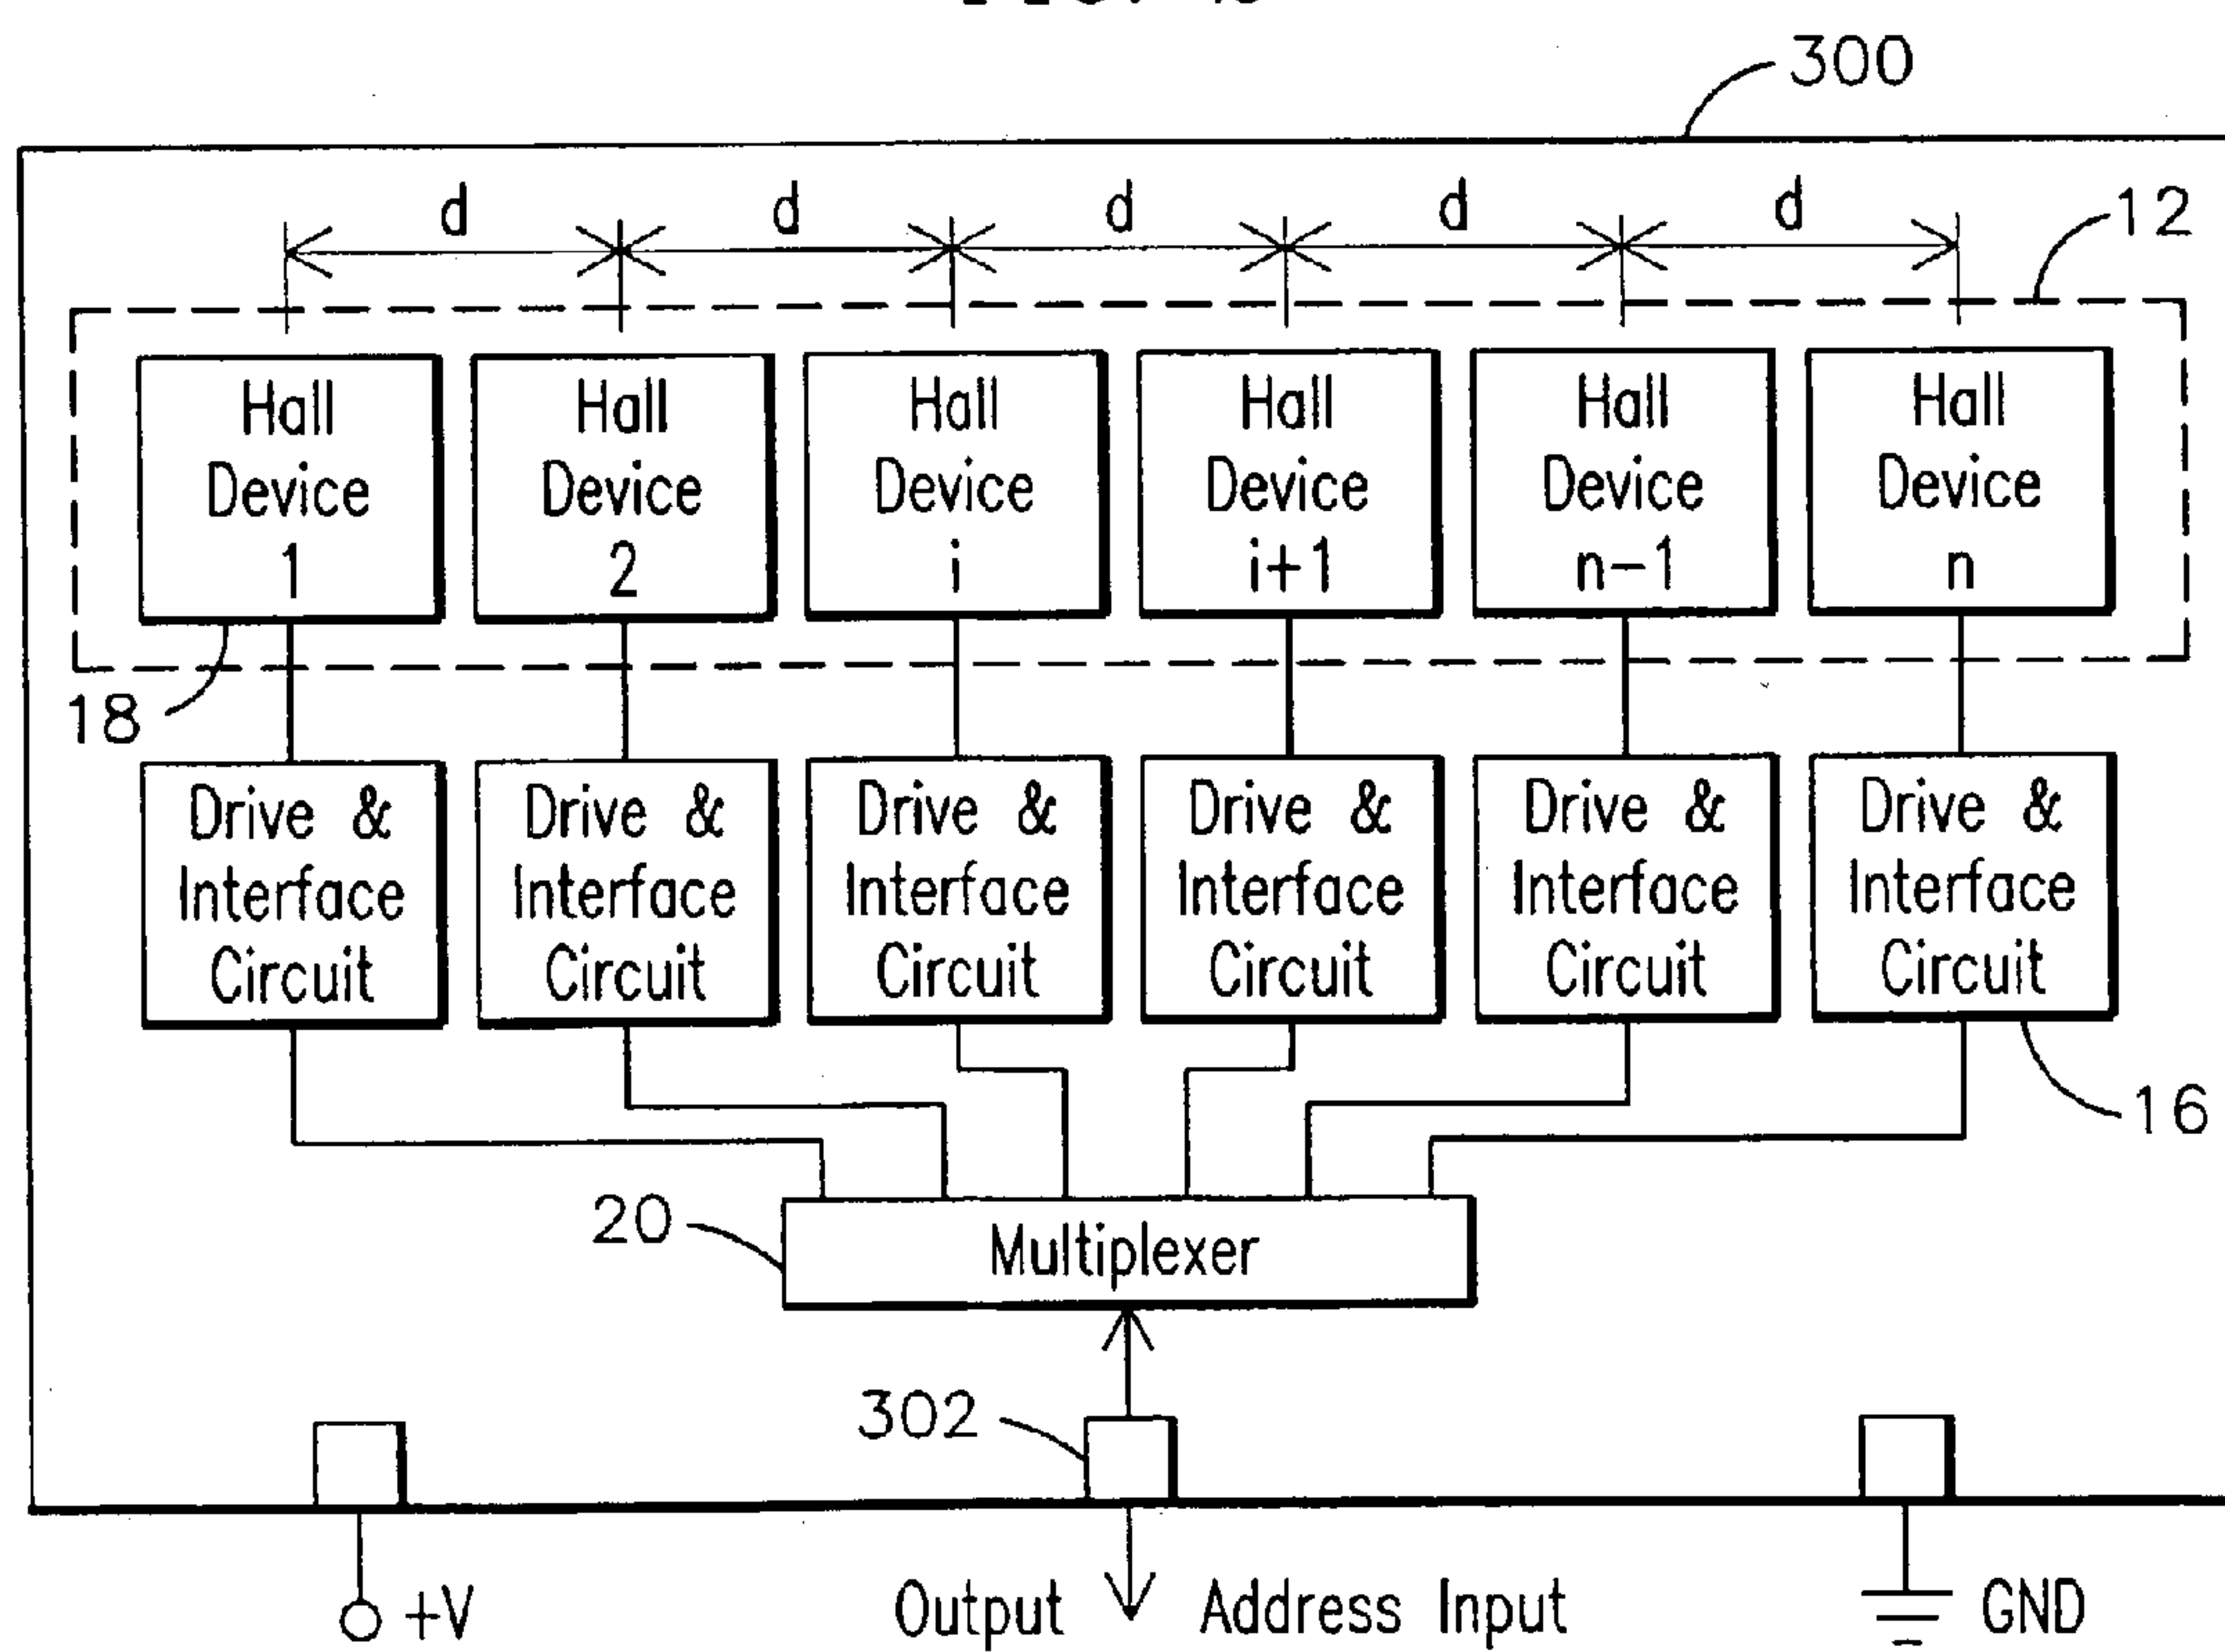 300
d d d d d
12
Hall Device 1
Hall Device 2
Hall Device i
Hall Device i+1
Hall Device n-1
Hall Device n
18
Drive & Interface Circuit
Drive & Interface Circuit
Drive & Interface Circuit
Drive & Interface Circuit
Drive & Interface Circuit
Drive & Interface Circuit
16
20
Multiplexer
302
+V
Output
Address Input
GND